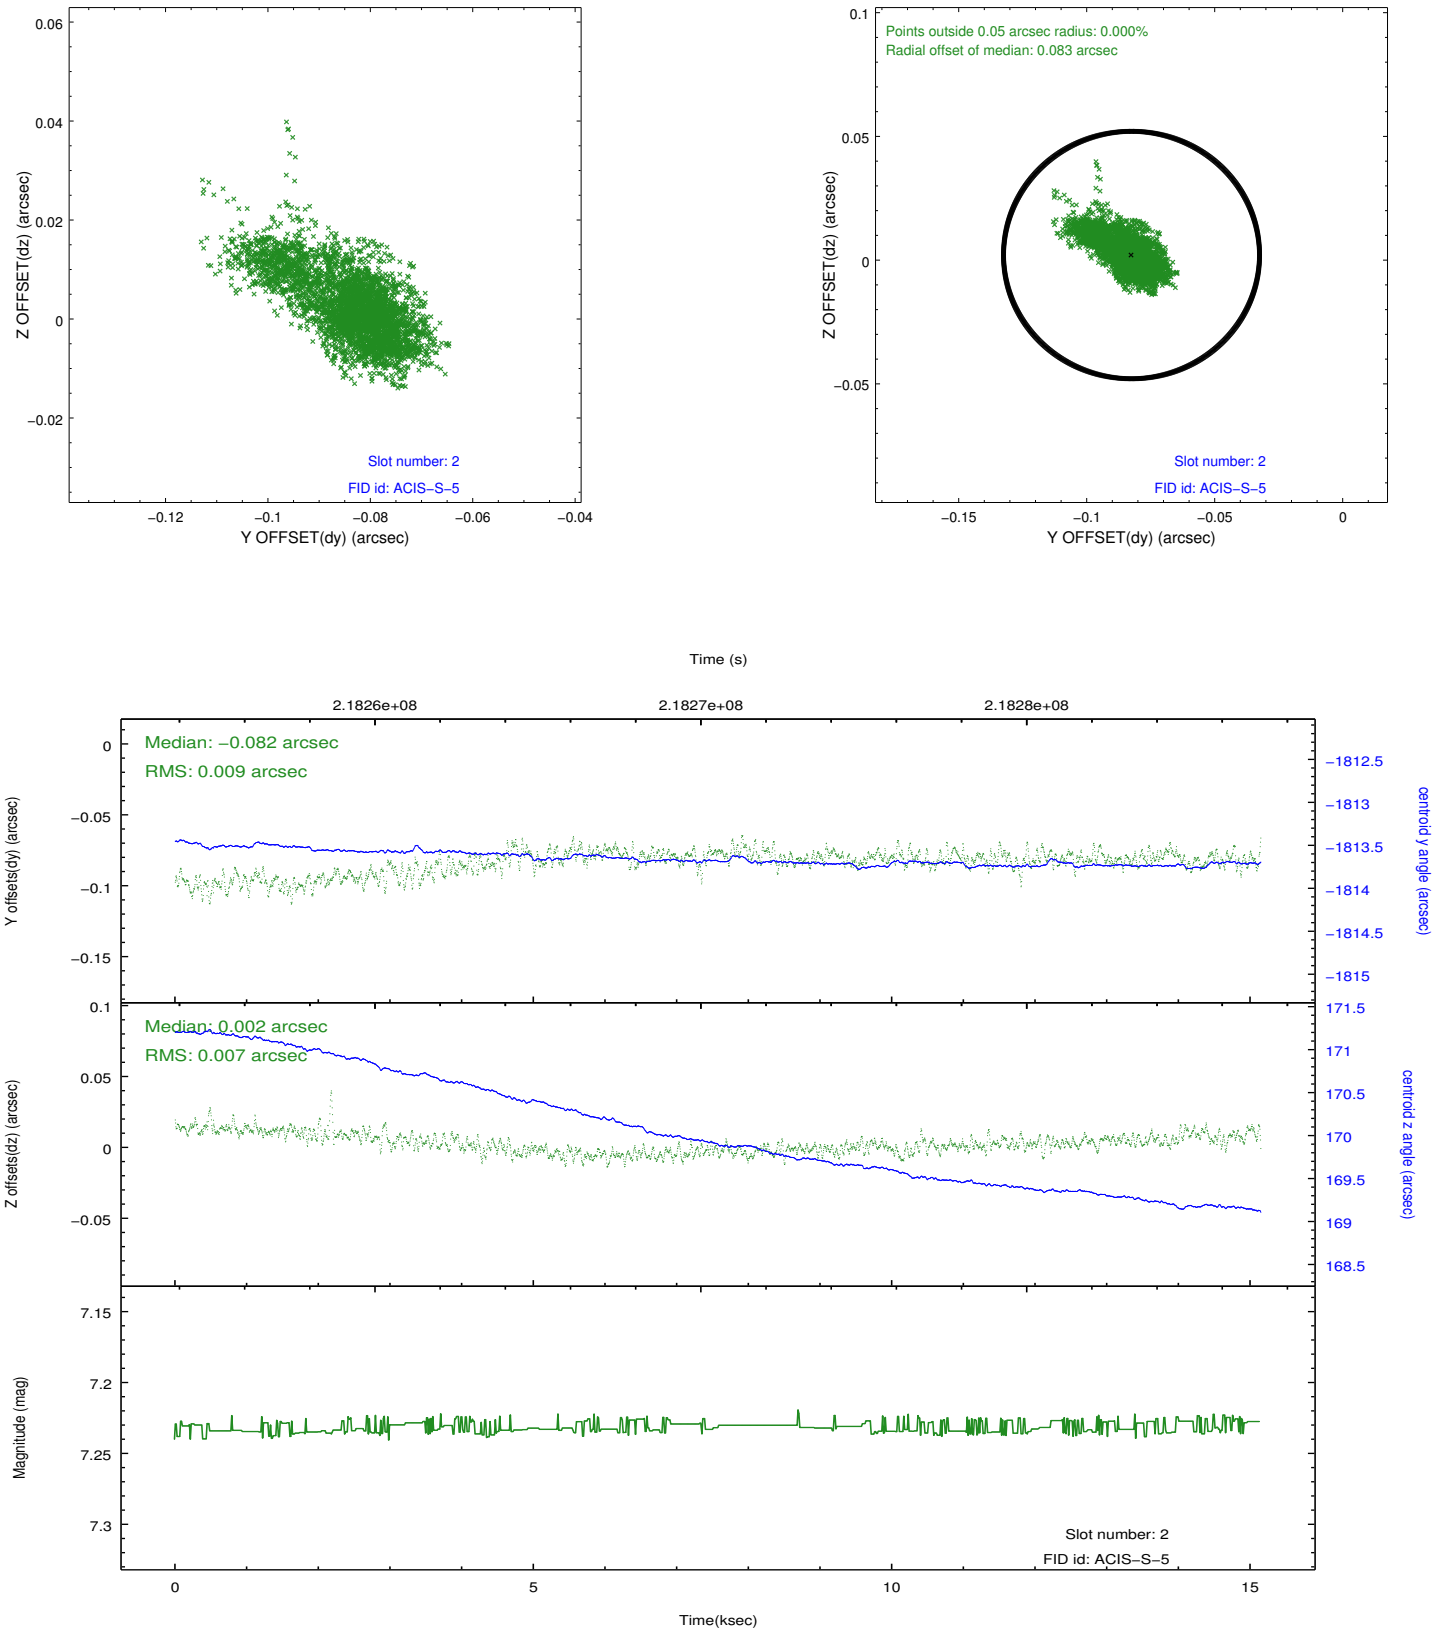 0.06
0.04
0.02
0
−0.02
Z OFFSET(dz) (arcsec)
Slot number: 2
FID id: ACIS−S−5
−0.12
−0.1
−0.08
−0.06
−0.04
Y OFFSET(dy) (arcsec)
0.1
0.05
0
−0.05
Z OFFSET(dz) (arcsec)
Points outside 0.05 arcsec radius: 0.000%
Radial offset of median: 0.083 arcsec
Slot number: 2
FID id: ACIS−S−5
−0.15
−0.1
−0.05
0
Y OFFSET(dy) (arcsec)
Time (s)
2.1826e+08
2.1827e+08
2.1828e+08
Median: −0.082 arcsec
RMS: 0.009 arcsec
0
−0.05
−0.1
−0.15
Y offsets(dy) (arcsec)
−1812.5
−1813
−1813.5
−1814
−1814.5
−1815
centroid y angle (arcsec)
Median: 0.002 arcsec
RMS: 0.007 arcsec
0.1
0.05
0
−0.05
Z offsets(dz) (arcsec)
171.5
171
170.5
170
169.5
169
168.5
centroid z angle (arcsec)
7.15
7.2
7.25
7.3
Magnitude (mag)
Slot number: 2
FID id: ACIS−S−5
0
5
10
15
Time(ksec)